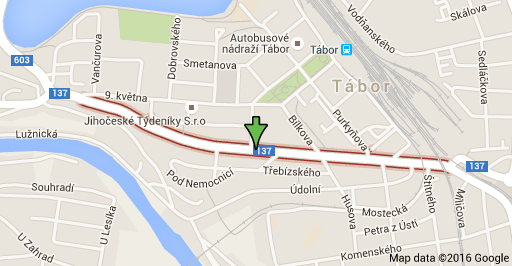 Skálova
Vodňanského
Autobusové
nádraží Tábor
Tábor
Dobrovského
Vančurova
Smetanova
603
Sedláčkova
Tábor
137
9. května
Jihočeské Týdeníky S.r.o
Bílkova
Purkyňova
Lužnická
137
137
Třebízského
Pod Nemocnicí
Údolní
Štítného
Souhradí
Husova
Milíčova
Mostecká
U Lesíka
Petra z Ústí
U Zahrad
Komenského
Map data ©2016 Google